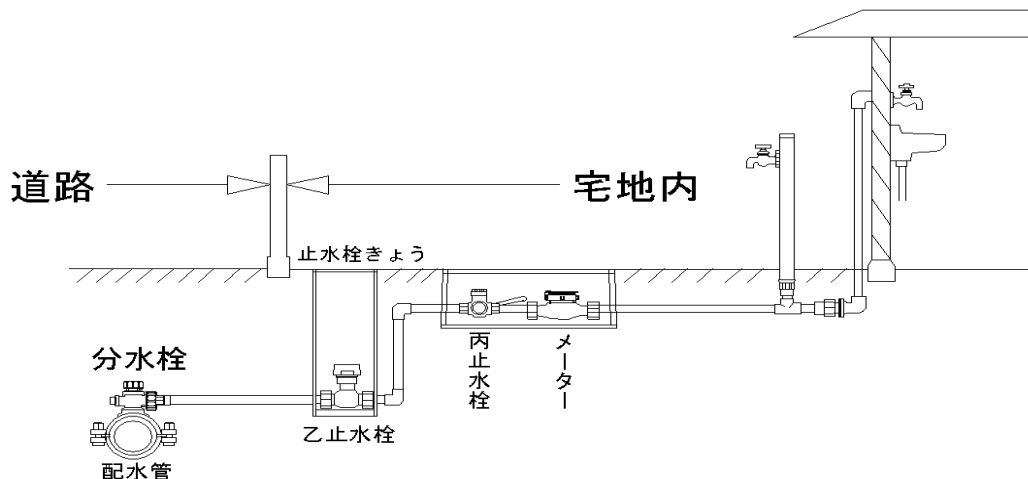 道路
宅地内
止水栓きょう
丙止水栓
メーター
分水栓
乙止水栓
配水管